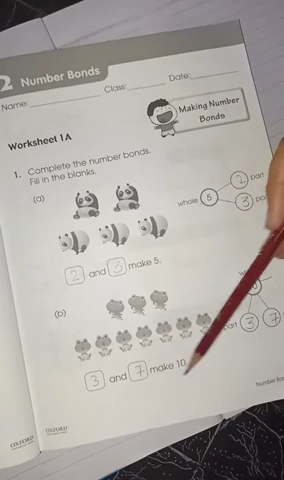 2 Number Bonds
Name: Class: Date:
Making Number
Bonds
Worksheet 1A
1. Complete the number bonds.
Fill in the blanks.
(a)
whole 5 2 part
3
2 and 3 make 5.
(b)
part 3 7
3 and 7 make 10.
Number
OXFORD
OXFORD